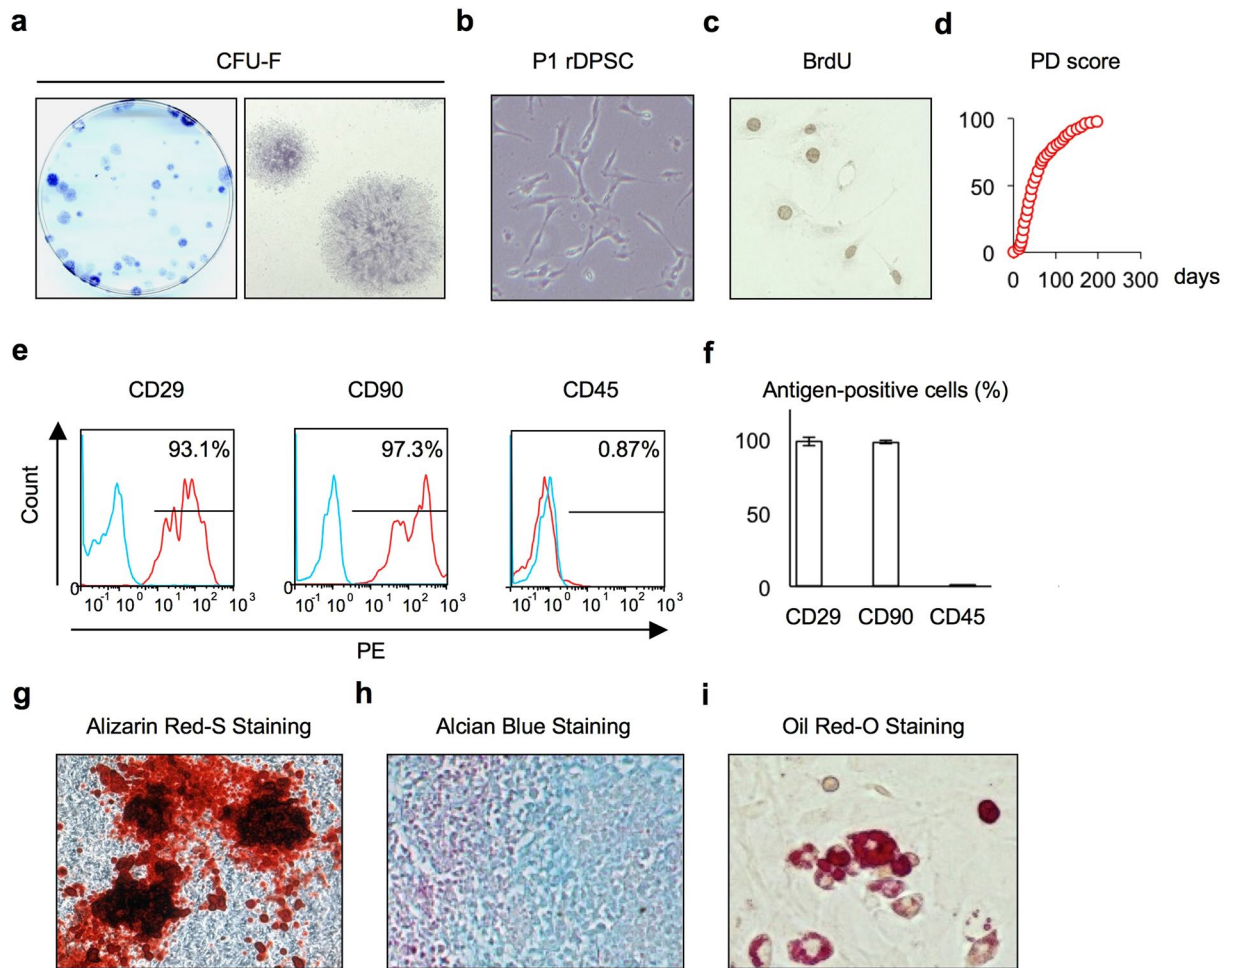 a
b
c
d
CFU-F
P1 rDPSC
BrdU
PD score
100
50
0
0 100 200 300 days
e
f
CD29
CD90
CD45
Antigen-positive cells (%)
93.1%
97.3%
0.87%
Count
0
0
0
10-1 100 101 102 103
10-1 100 101 102 103
10-1 100 101 102 103
PE
100
50
0
CD29 CD90 CD45
g
h
i
Alizarin Red-S Staining
Alcian Blue Staining
Oil Red-O Staining